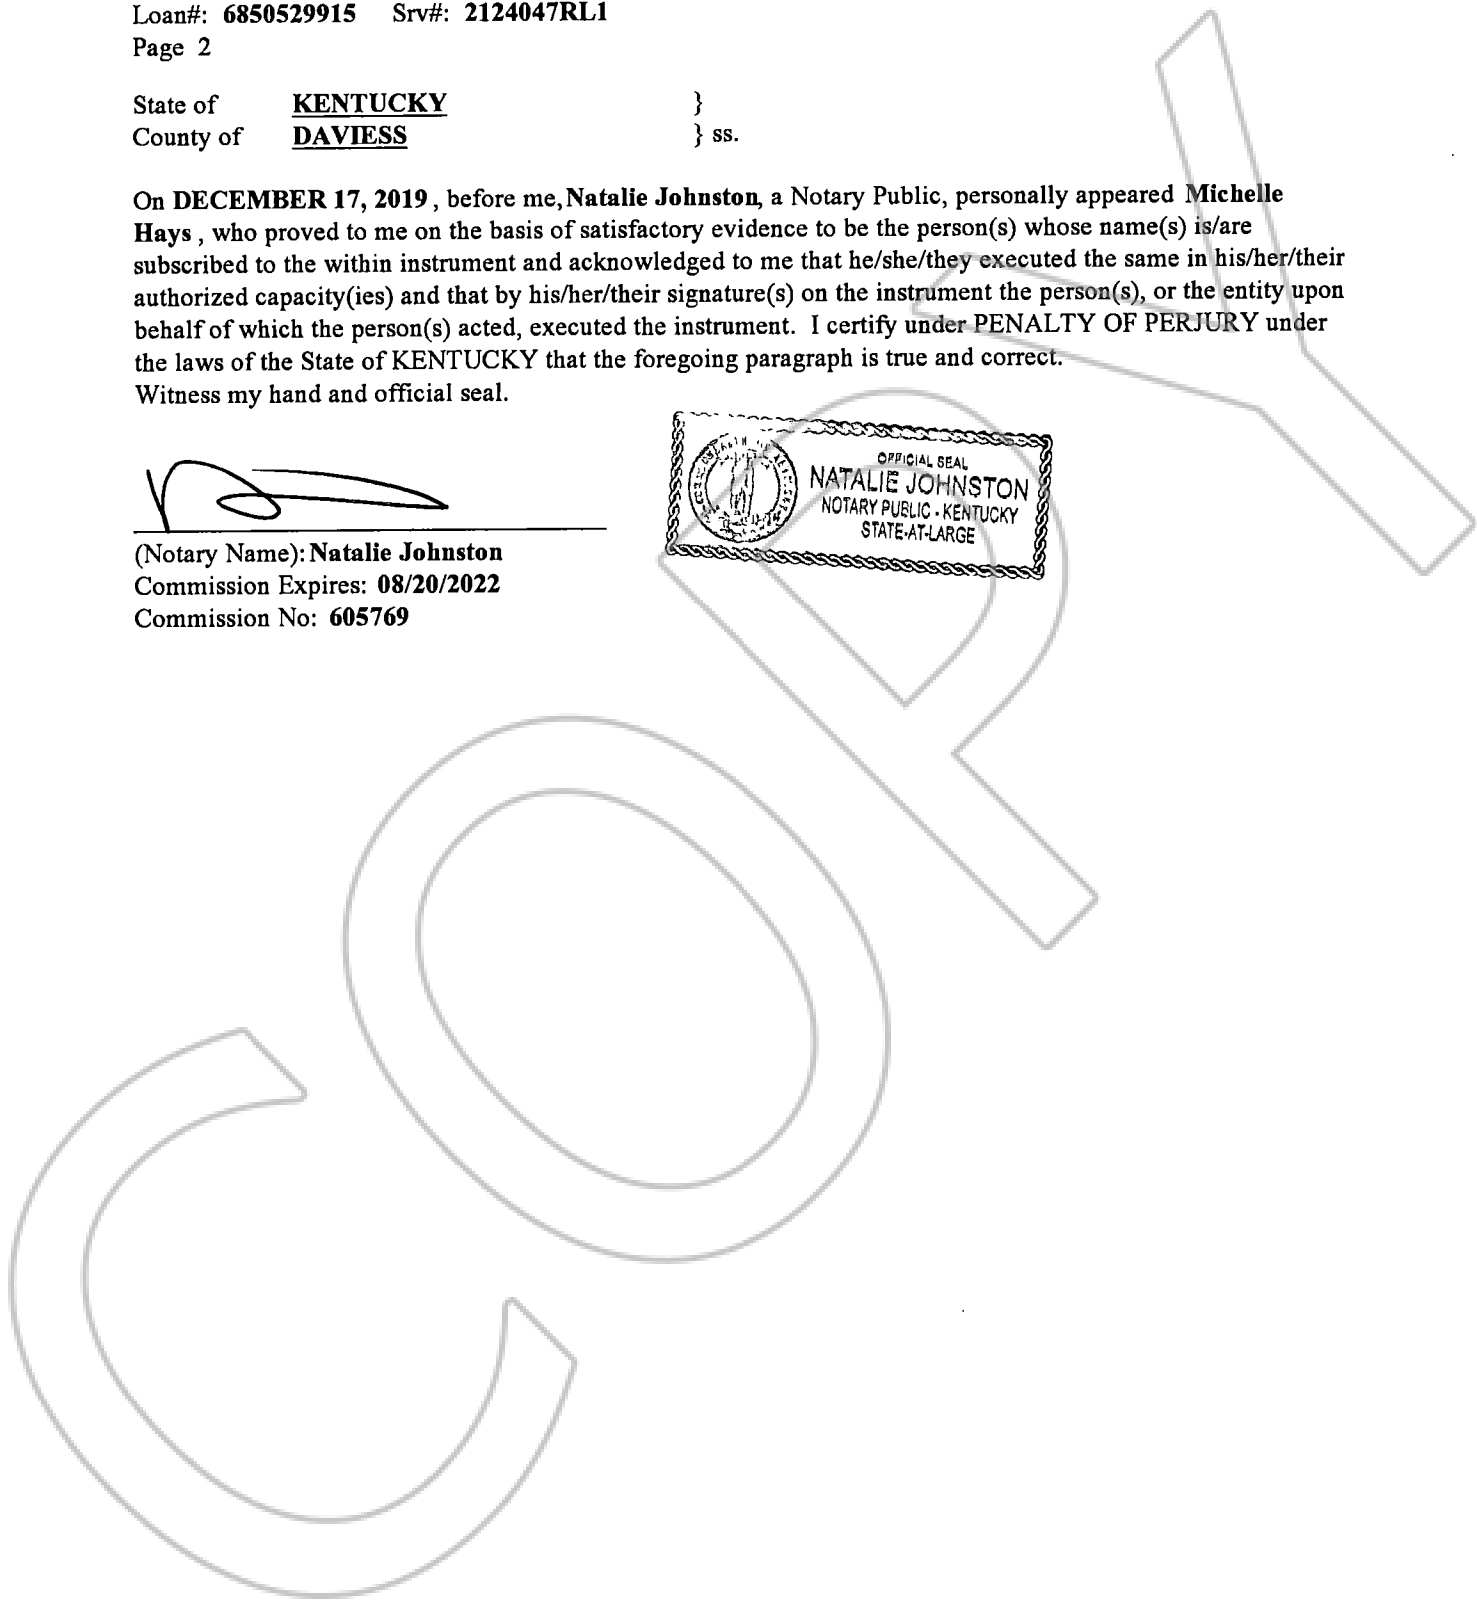 Loan#: 6850529915 Srv#: 2124047RL1
Page 2
State of KENTUCKY }
County of DAVIESS } ss.
On DECEMBER 17, 2019 , before me, Natalie Johnston, a Notary Public, personally appeared Michelle
Hays , who proved to me on the basis of satisfactory evidence to be the person(s) whose name(s) is/are
subscribed to the within instrument and acknowledged to me that he/she/they executed the same in his/her/their
authorized capacity(ies) and that by his/her/their signature(s) on the instrument the person(s), or the entity upon
behalf of which the person(s) acted, executed the instrument. I certify under PENALTY OF PERJURY under
the laws of the State of KENTUCKY that the foregoing paragraph is true and correct.
Witness my hand and official seal.
OFFICIAL SEAL
NATALIE JOHNSTON
NOTARY PUBLIC - KENTUCKY
STATE-AT-LARGE
(Notary Name): Natalie Johnston
Commission Expires: 08/20/2022
Commission No: 605769
COPY